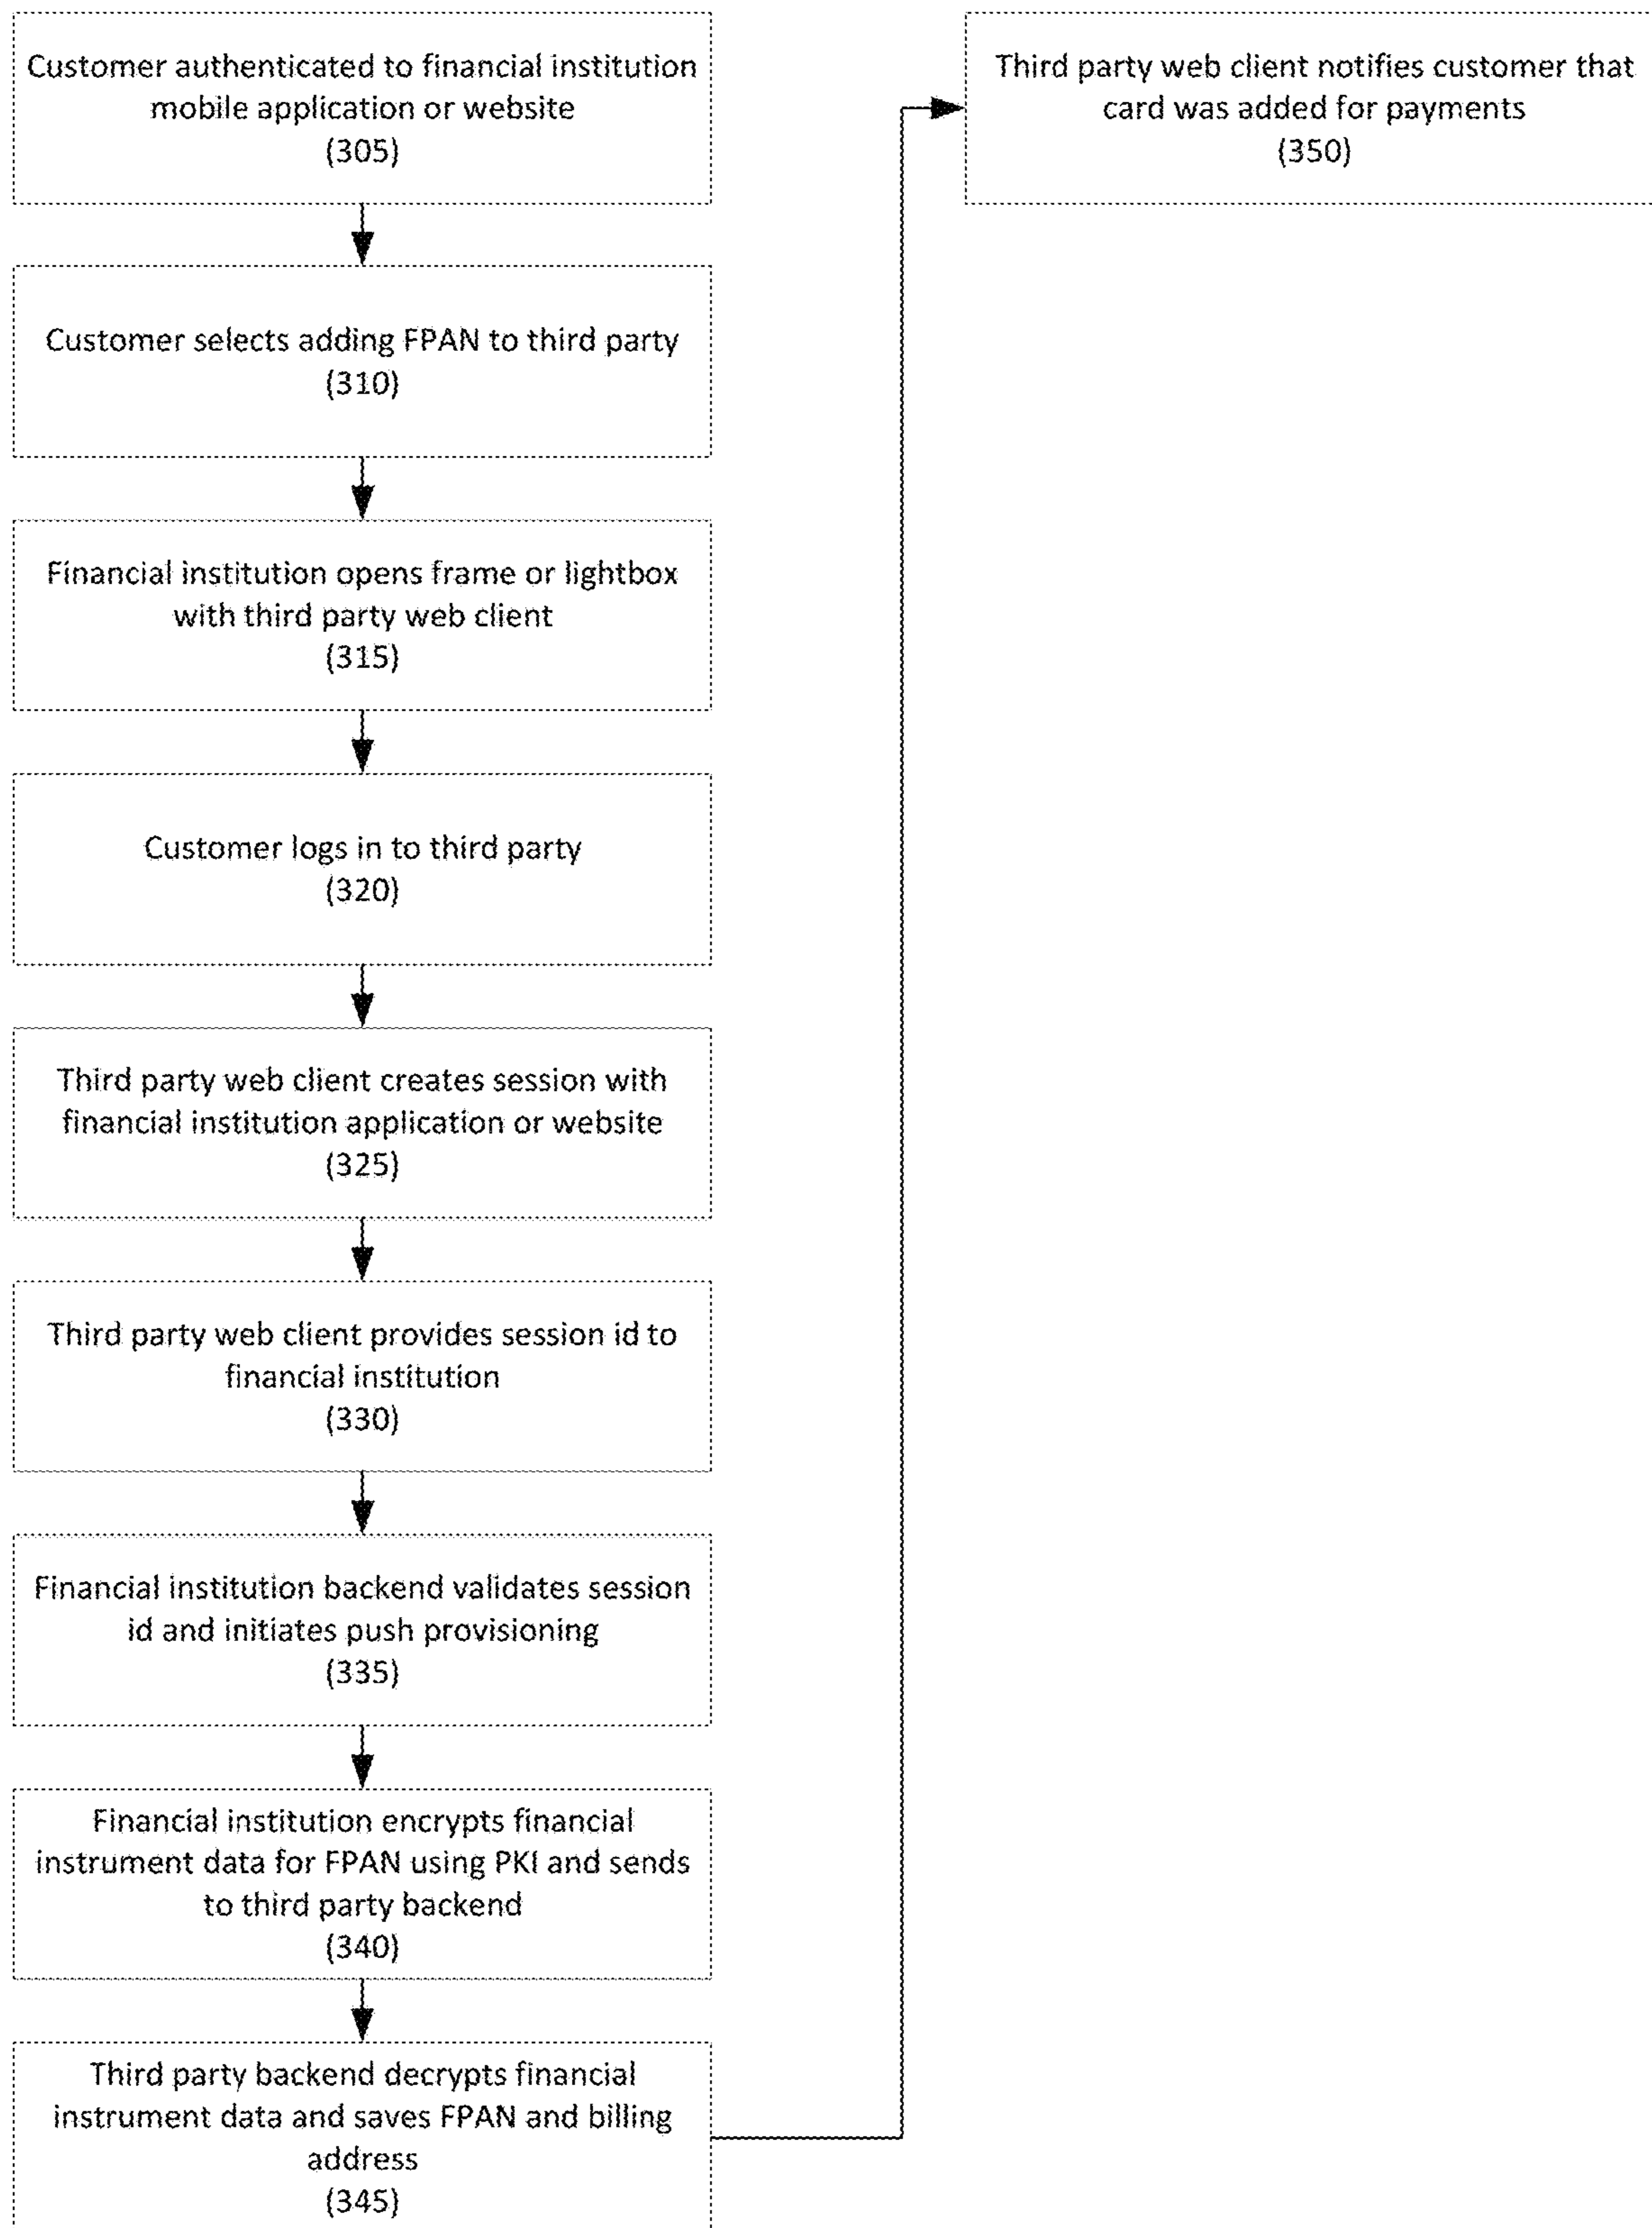 Customer authenticated to financial institution
mobile application or website
(305)
Customer selects adding FPAN to third party
(310)
Financial institution opens frame or lightbox
with third party web client
(315)
Customer logs in to third party
(320)
Third party web client creates session with
financial institution application or website
(325)
Third party web client provides session id to
financial institution
(330)
Financial institution backend validates session
id and initiates push provisioning
(335)
Financial institution encrypts financial
instrument data for FPAN using PKI and sends
to third party backend
(340)
Third party backend decrypts financial
instrument data and saves FPAN and billing
address
(345)
Third party web client notifies customer that
card was added for payments
(350)